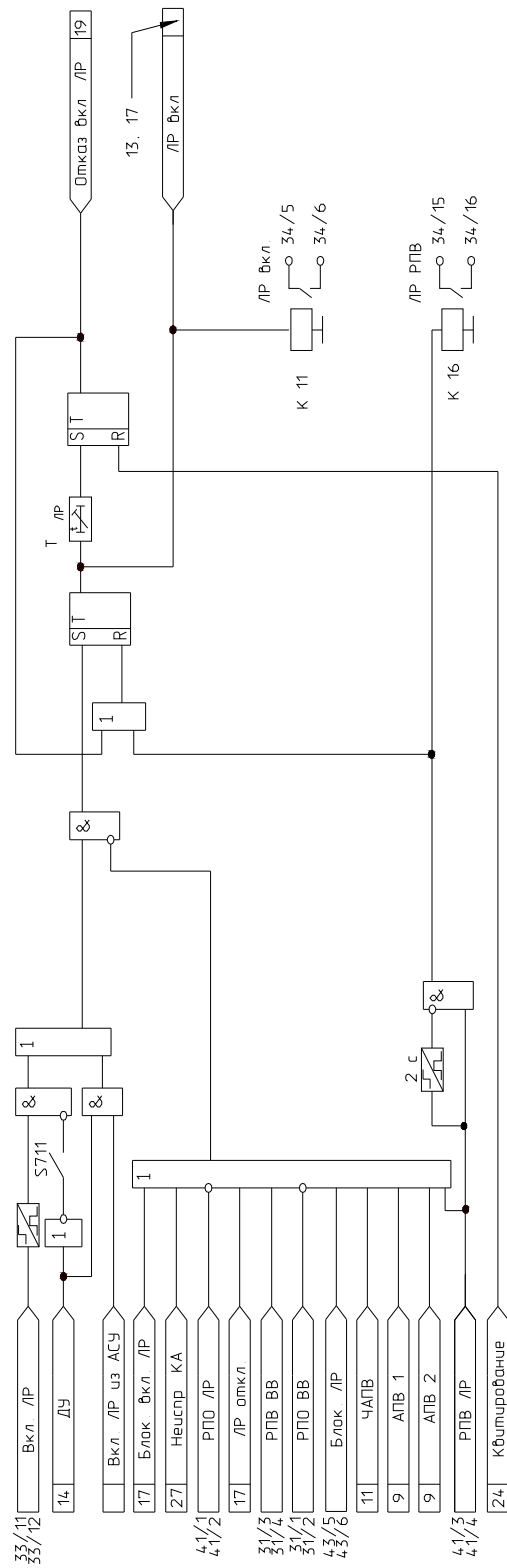 33/11
33/12
Вкл. ЛР
14
ДУ
Вкл. ЛР из АСУ
17
Блок. вкл. ЛР
27
Неиспр КА
41/1
41/2
РПО ЛР
17
ЛР откл
31/3
31/4
РПВ ВВ
31/1
31/2
РПО ВВ
43/5
43/6
Блок. ЛР
11
ЧАПВ
9
АПВ 1
9
АПВ 2
41/3
41/4
РПВ ЛР
24
Квитирование
1
S711
&
&
1
1
2 с
&
&
1
S T
R
Т ЛР
t
S T
R
Отказ вкл ЛР
19
ЛР вкл
13, 17
ЛР вкл.
К 11
34/5
34/6
ЛР РПВ
К 16
34/15
34/16